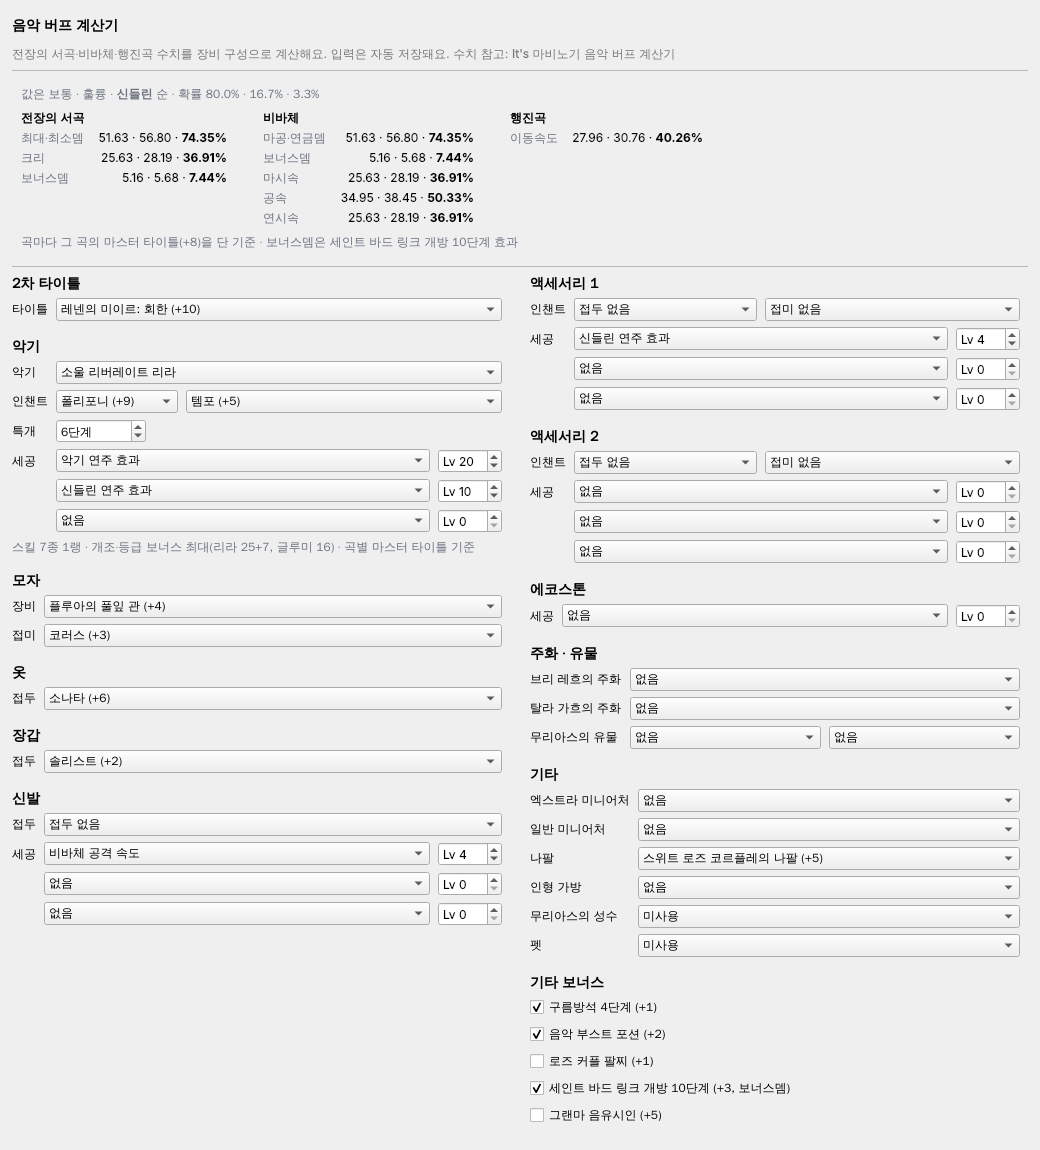 음악 버프 계산기
전장의 서곡·비바체·행진곡 수치를 장비 구성으로 계산해요. 입력은 자동 저장돼요. 수치 참고: It's 마비노기 음악 버프 계산기
값은 보통 · 훌륭 · 신들린 순 · 확률 80.0% · 16.7% · 3.3%
전장의 서곡
최대·최소뎀 51.63 · 56.80 · 74.35%
크리 25.63 · 28.19 · 36.91%
보너스뎀 5.16 · 5.68 · 7.44%
비바체
마공·연금뎀 51.63 · 56.80 · 74.35%
보너스뎀 5.16 · 5.68 · 7.44%
마시속 25.63 · 28.19 · 36.91%
공속 34.95 · 38.45 · 50.33%
연시속 25.63 · 28.19 · 36.91%
행진곡
이동속도 27.96 · 30.76 · 40.26%
곡마다 그 곡의 마스터 타이틀(+8)을 단 기준 · 보너스뎀은 세인트 바드 링크 개방 10단계 효과
2차 타이틀
타이틀 레넨의 미이르: 회한 (+10)
악기
악기 소울 리버레이트 리라
인챈트 폴리포니 (+9) 템포 (+5)
특개 6단계
세공 악기 연주 효과 Lv 20
신들린 연주 효과 Lv 10
없음 Lv 0
스킬 7종 1랭 · 개조·등급 보너스 최대(리라 25+7, 글루미 16) · 곡별 마스터 타이틀 기준
모자
장비 플루아의 풀잎 관 (+4)
접미 코러스 (+3)
옷
접두 소나타 (+6)
장갑
접두 솔리스트 (+2)
신발
접두 접두 없음
세공 비바체 공격 속도 Lv 4
없음 Lv 0
없음 Lv 0
액세서리 1
인챈트 접두 없음 접미 없음
세공 신들린 연주 효과 Lv 4
없음 Lv 0
없음 Lv 0
액세서리 2
인챈트 접두 없음 접미 없음
세공 없음 Lv 0
없음 Lv 0
없음 Lv 0
에코스톤
세공 없음 Lv 0
주화 · 유물
브리 레흐의 주화 없음
탈라 가흐의 주화 없음
무리아스의 유물 없음 없음
기타
엑스트라 미니어처 없음
일반 미니어처 없음
나팔 스위트 로즈 코르플레의 나팔 (+5)
인형 가방 없음
무리아스의 성수 미사용
펫 미사용
기타 보너스
구름방석 4단계 (+1)
음악 부스트 포션 (+2)
로즈 커플 팔찌 (+1)
세인트 바드 링크 개방 10단계 (+3, 보너스뎀)
그랜마 음유시인 (+5)